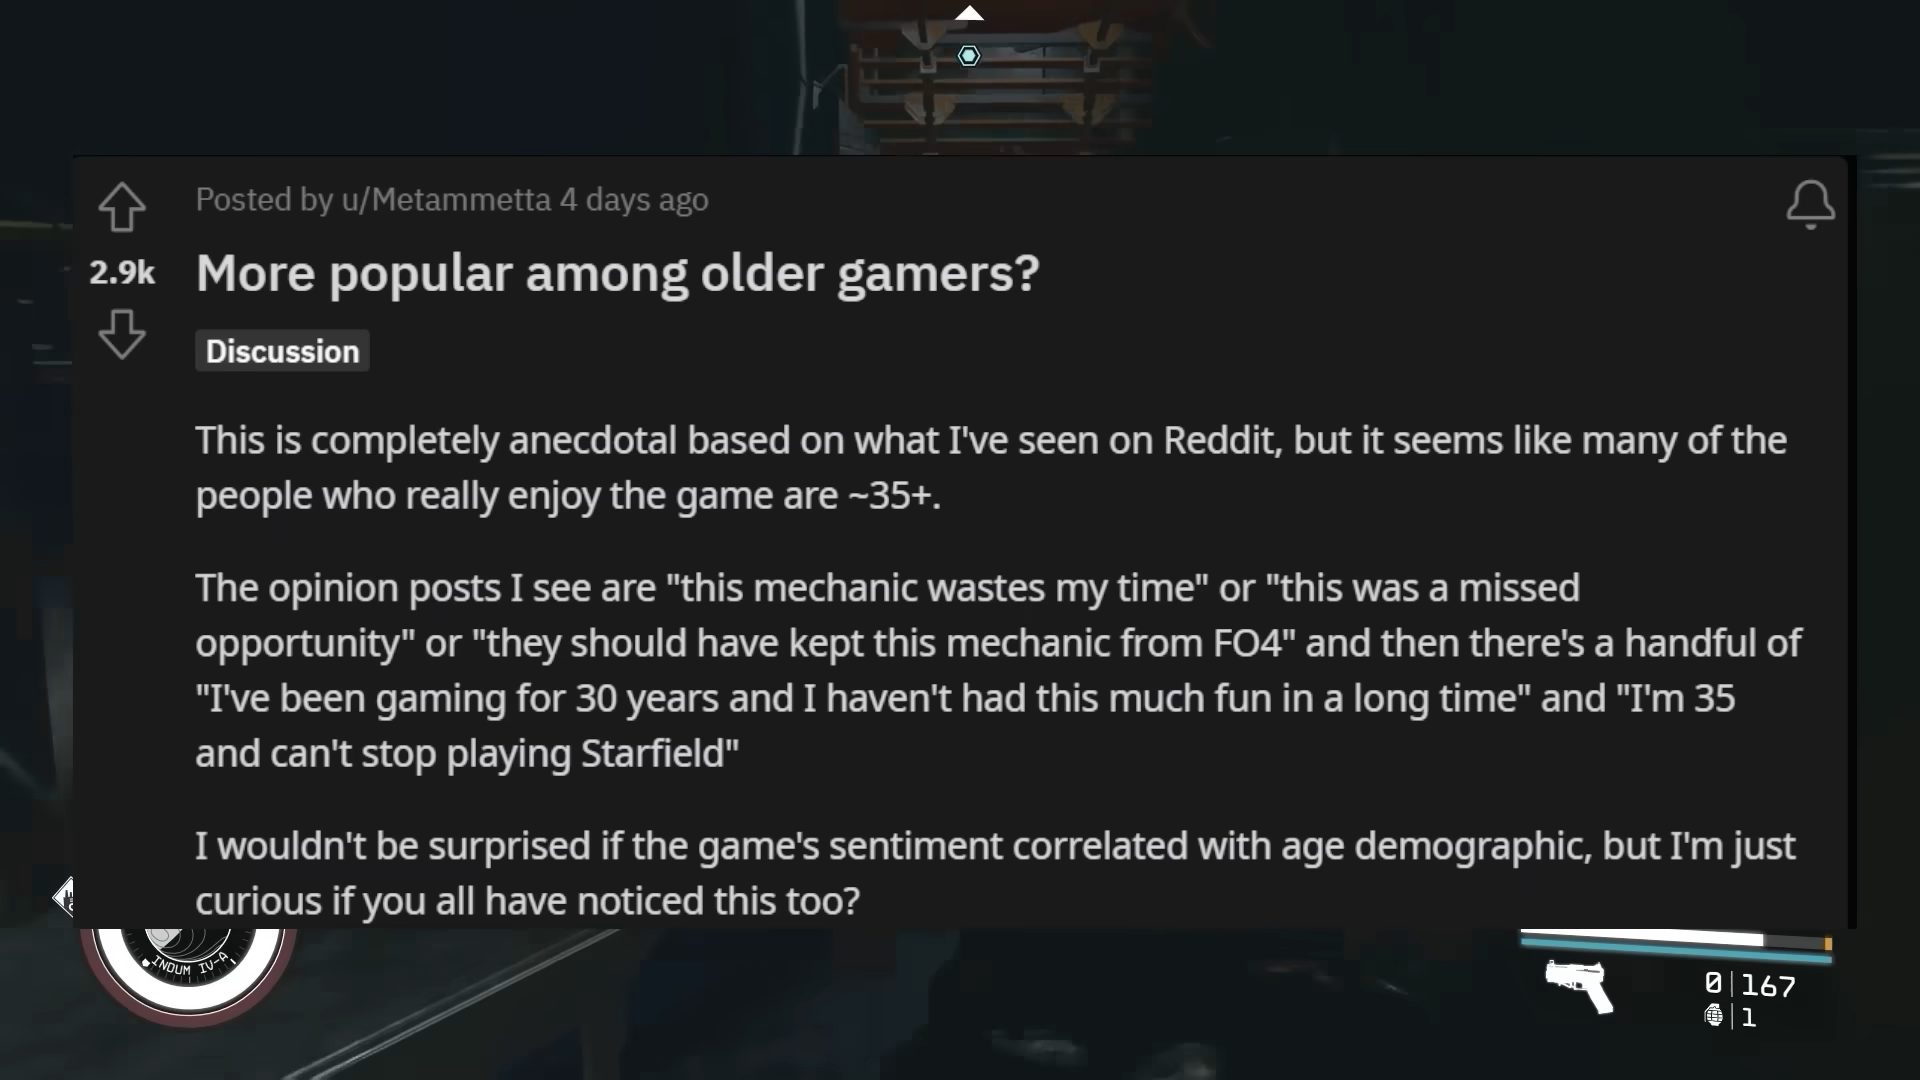 Posted by u/Metammetta 4 days ago
2.9k
More popular among older gamers?
Discussion
This is completely anecdotal based on what I've seen on Reddit, but it seems like many of the
people who really enjoy the game are ~35+.
The opinion posts I see are "this mechanic wastes my time" or "this was a missed
opportunity" or "they should have kept this mechanic from FO4" and then there's a handful of
"I've been gaming for 30 years and I haven't had this much fun in a long time" and "I'm 35
and can't stop playing Starfield"
I wouldn't be surprised if the game's sentiment correlated with age demographic, but I'm just
curious if you all have noticed this too?
INDUM IV-A
0|167
1